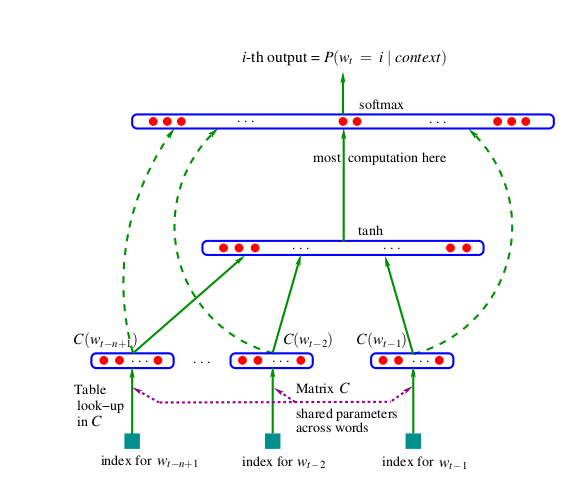 i-th output = P(w_t = i | context)
softmax
. . . . . .
most computation here
tanh
. . . . . .
C(w_{t−n+1}) C(w_{t−2}) C(w_{t−1})
. . . . . . . . . . . .
Table Matrix C
look−up shared parameters
in C across words
index for w_{t−n+1} index for w_{t−2} index for w_{t−1}